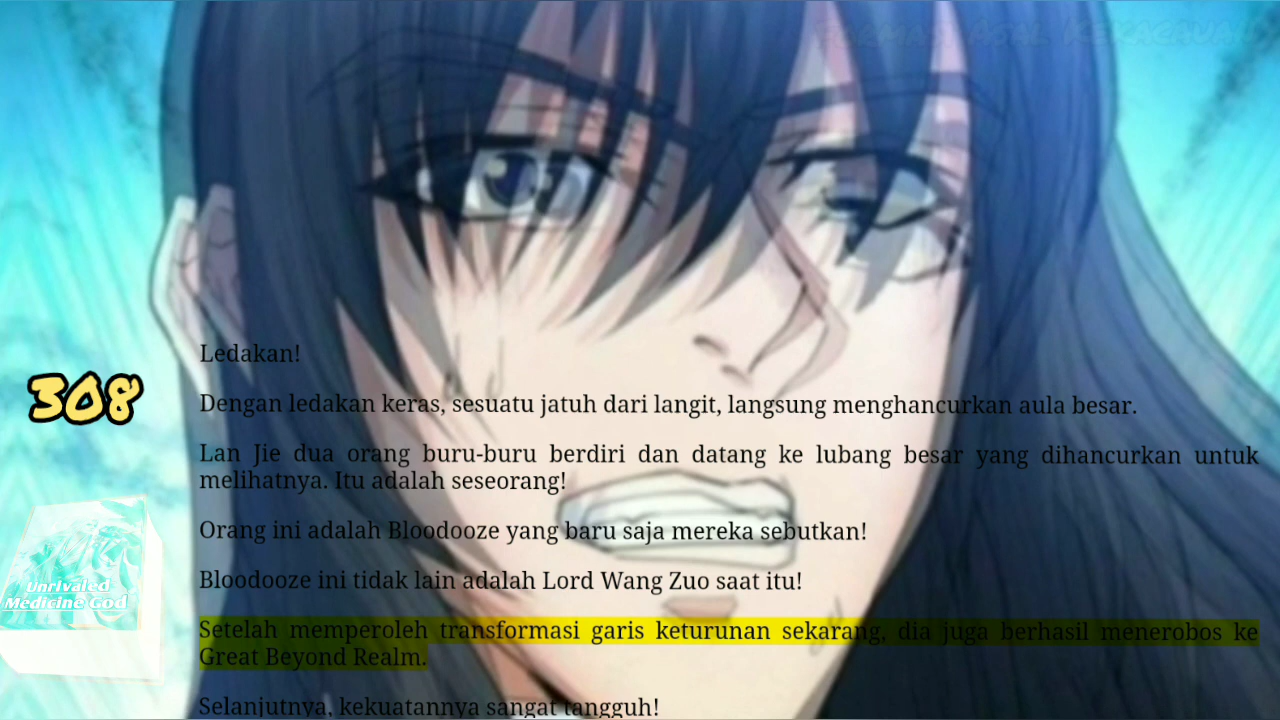 308
Unrivaled
Medicine God
Ledakan!
Dengan ledakan keras, sesuatu jatuh dari langit, langsung menghancurkan aula besar.
Lan Jie dua orang buru-buru berdiri dan datang ke lubang besar yang dihancurkan untuk
melihatnya. Itu adalah seseorang!
Orang ini adalah Bloodooze yang baru saja mereka sebutkan!
Bloodooze ini tidak lain adalah Lord Wang Zuo saat itu!
Setelah memperoleh transformasi garis keturunan sekarang, dia juga berhasil menerobos ke
Great Beyond Realm.
Selanjutnya, kekuatannya sangat tangguh!